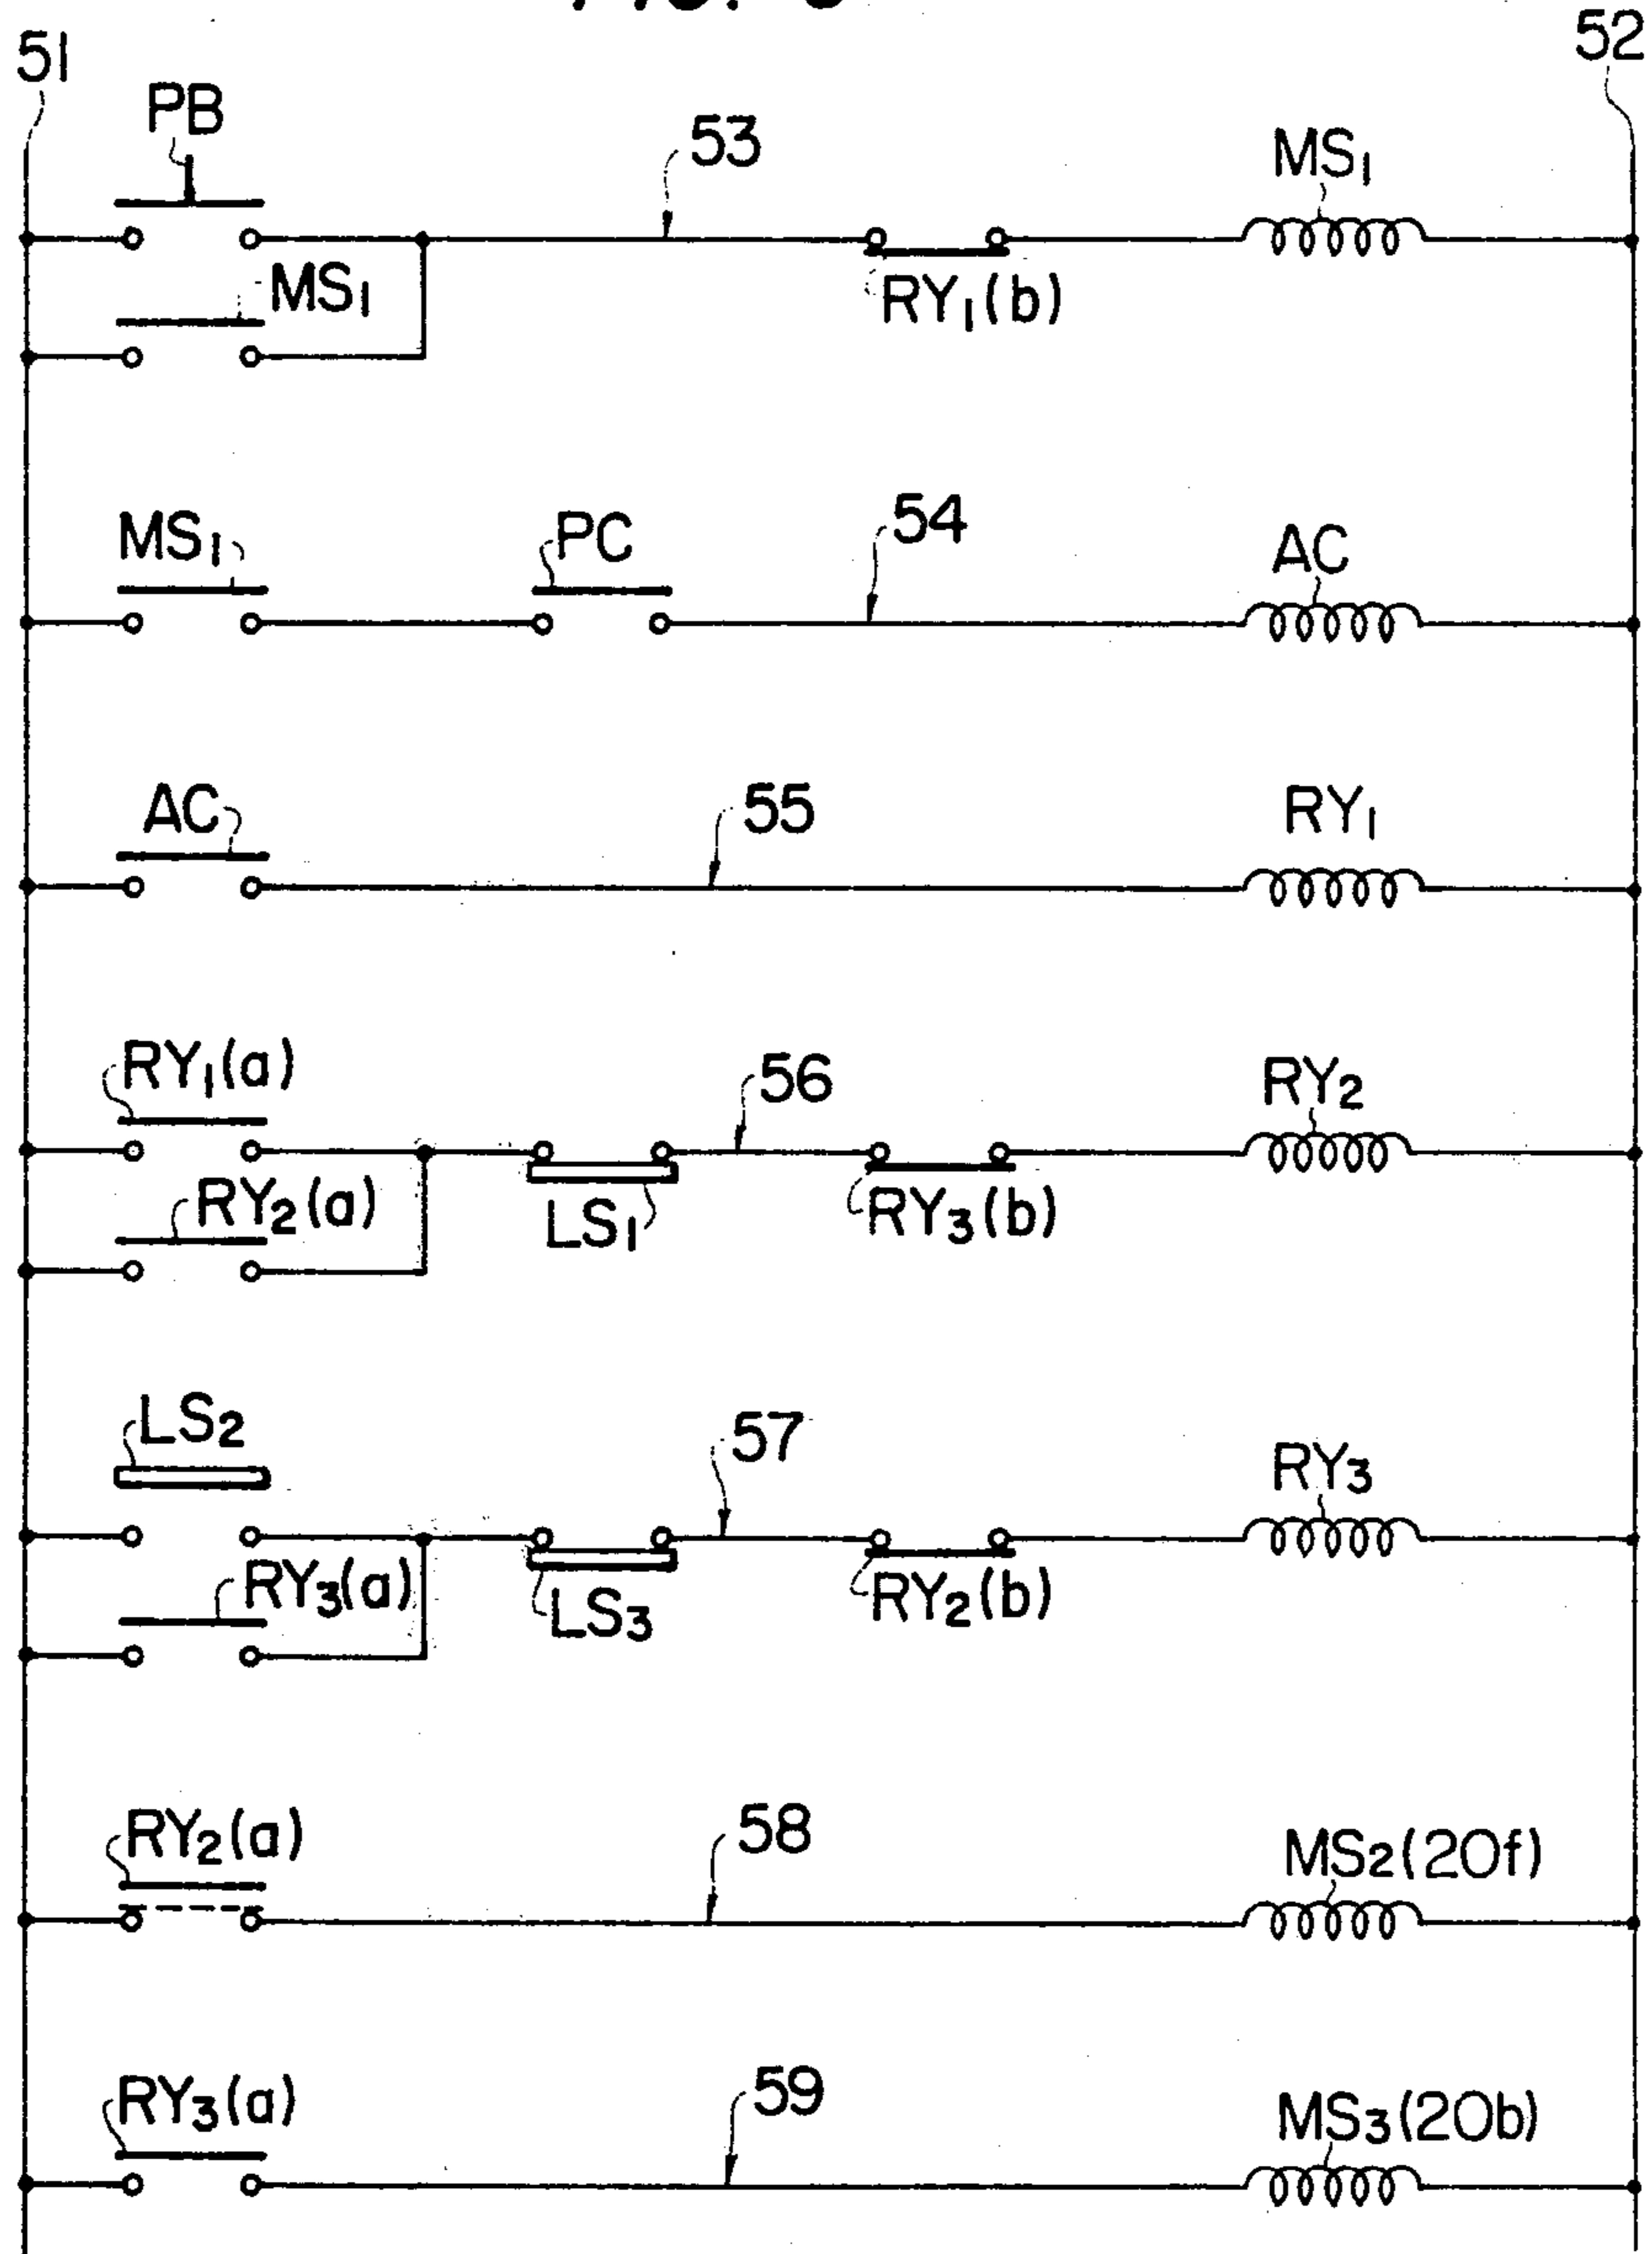 51
52
PB
53
MS1
MS1
RY1(b)
MS1
PC
54
AC
AC
55
RY1
RY1(a)
56
RY2
RY2(a)
LS1
RY3(b)
LS2
57
RY3
RY3(a)
LS3
RY2(b)
RY2(a)
58
MS2(20f)
RY3(a)
59
MS3(20b)